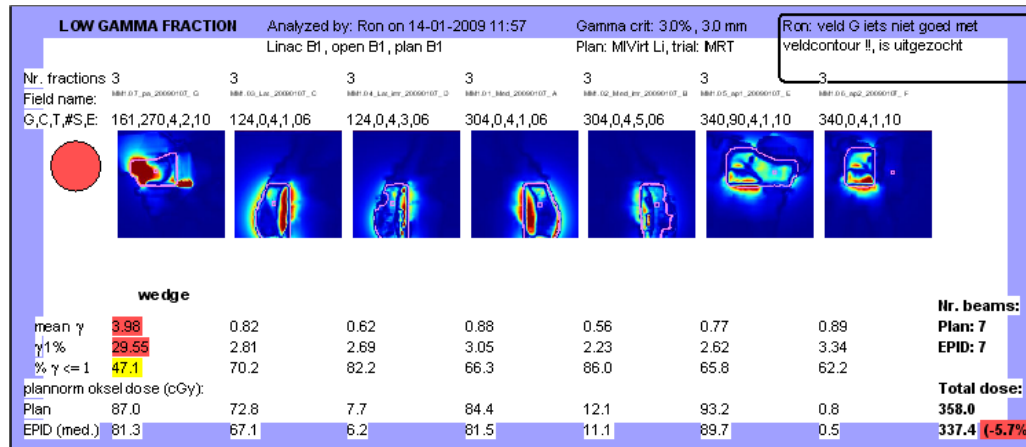 LOW GAMMA FRACTION Analyzed by: Ron on 14-01-2009 11:57 Gamma crit: 3.0%, 3.0 mm Ron: veld G iets niet goed met
Linac B1, open B1, plan B1 Plan: MIVirt Li, trial: IMRT veldcontour !!, is uitgezocht
Nr. fractions 3 3 3 3 3 3 3
Field name:
G,C,T,#S,E: 161,270,4,2,10 124,0,4,1,06 124,0,4,3,06 304,0,4,1,06 304,0,4,5,06 340,90,4,1,10 340,0,4,1,10
wedge
Nr. beams:
mean γ 3.98 0.82 0.62 0.88 0.56 0.77 0.89 Plan: 7
γ1% 29.55 2.81 2.69 3.05 2.23 2.62 3.34 EPID: 7
% γ <= 1 47.1 70.2 82.2 66.3 86.0 65.8 62.2
plannorm oksel dose (cGy): Total dose:
Plan 87.0 72.8 7.7 84.4 12.1 93.2 0.8 358.0
EPID (med.) 81.3 67.1 6.2 81.5 11.1 89.7 0.5 337.4 (-5.7%